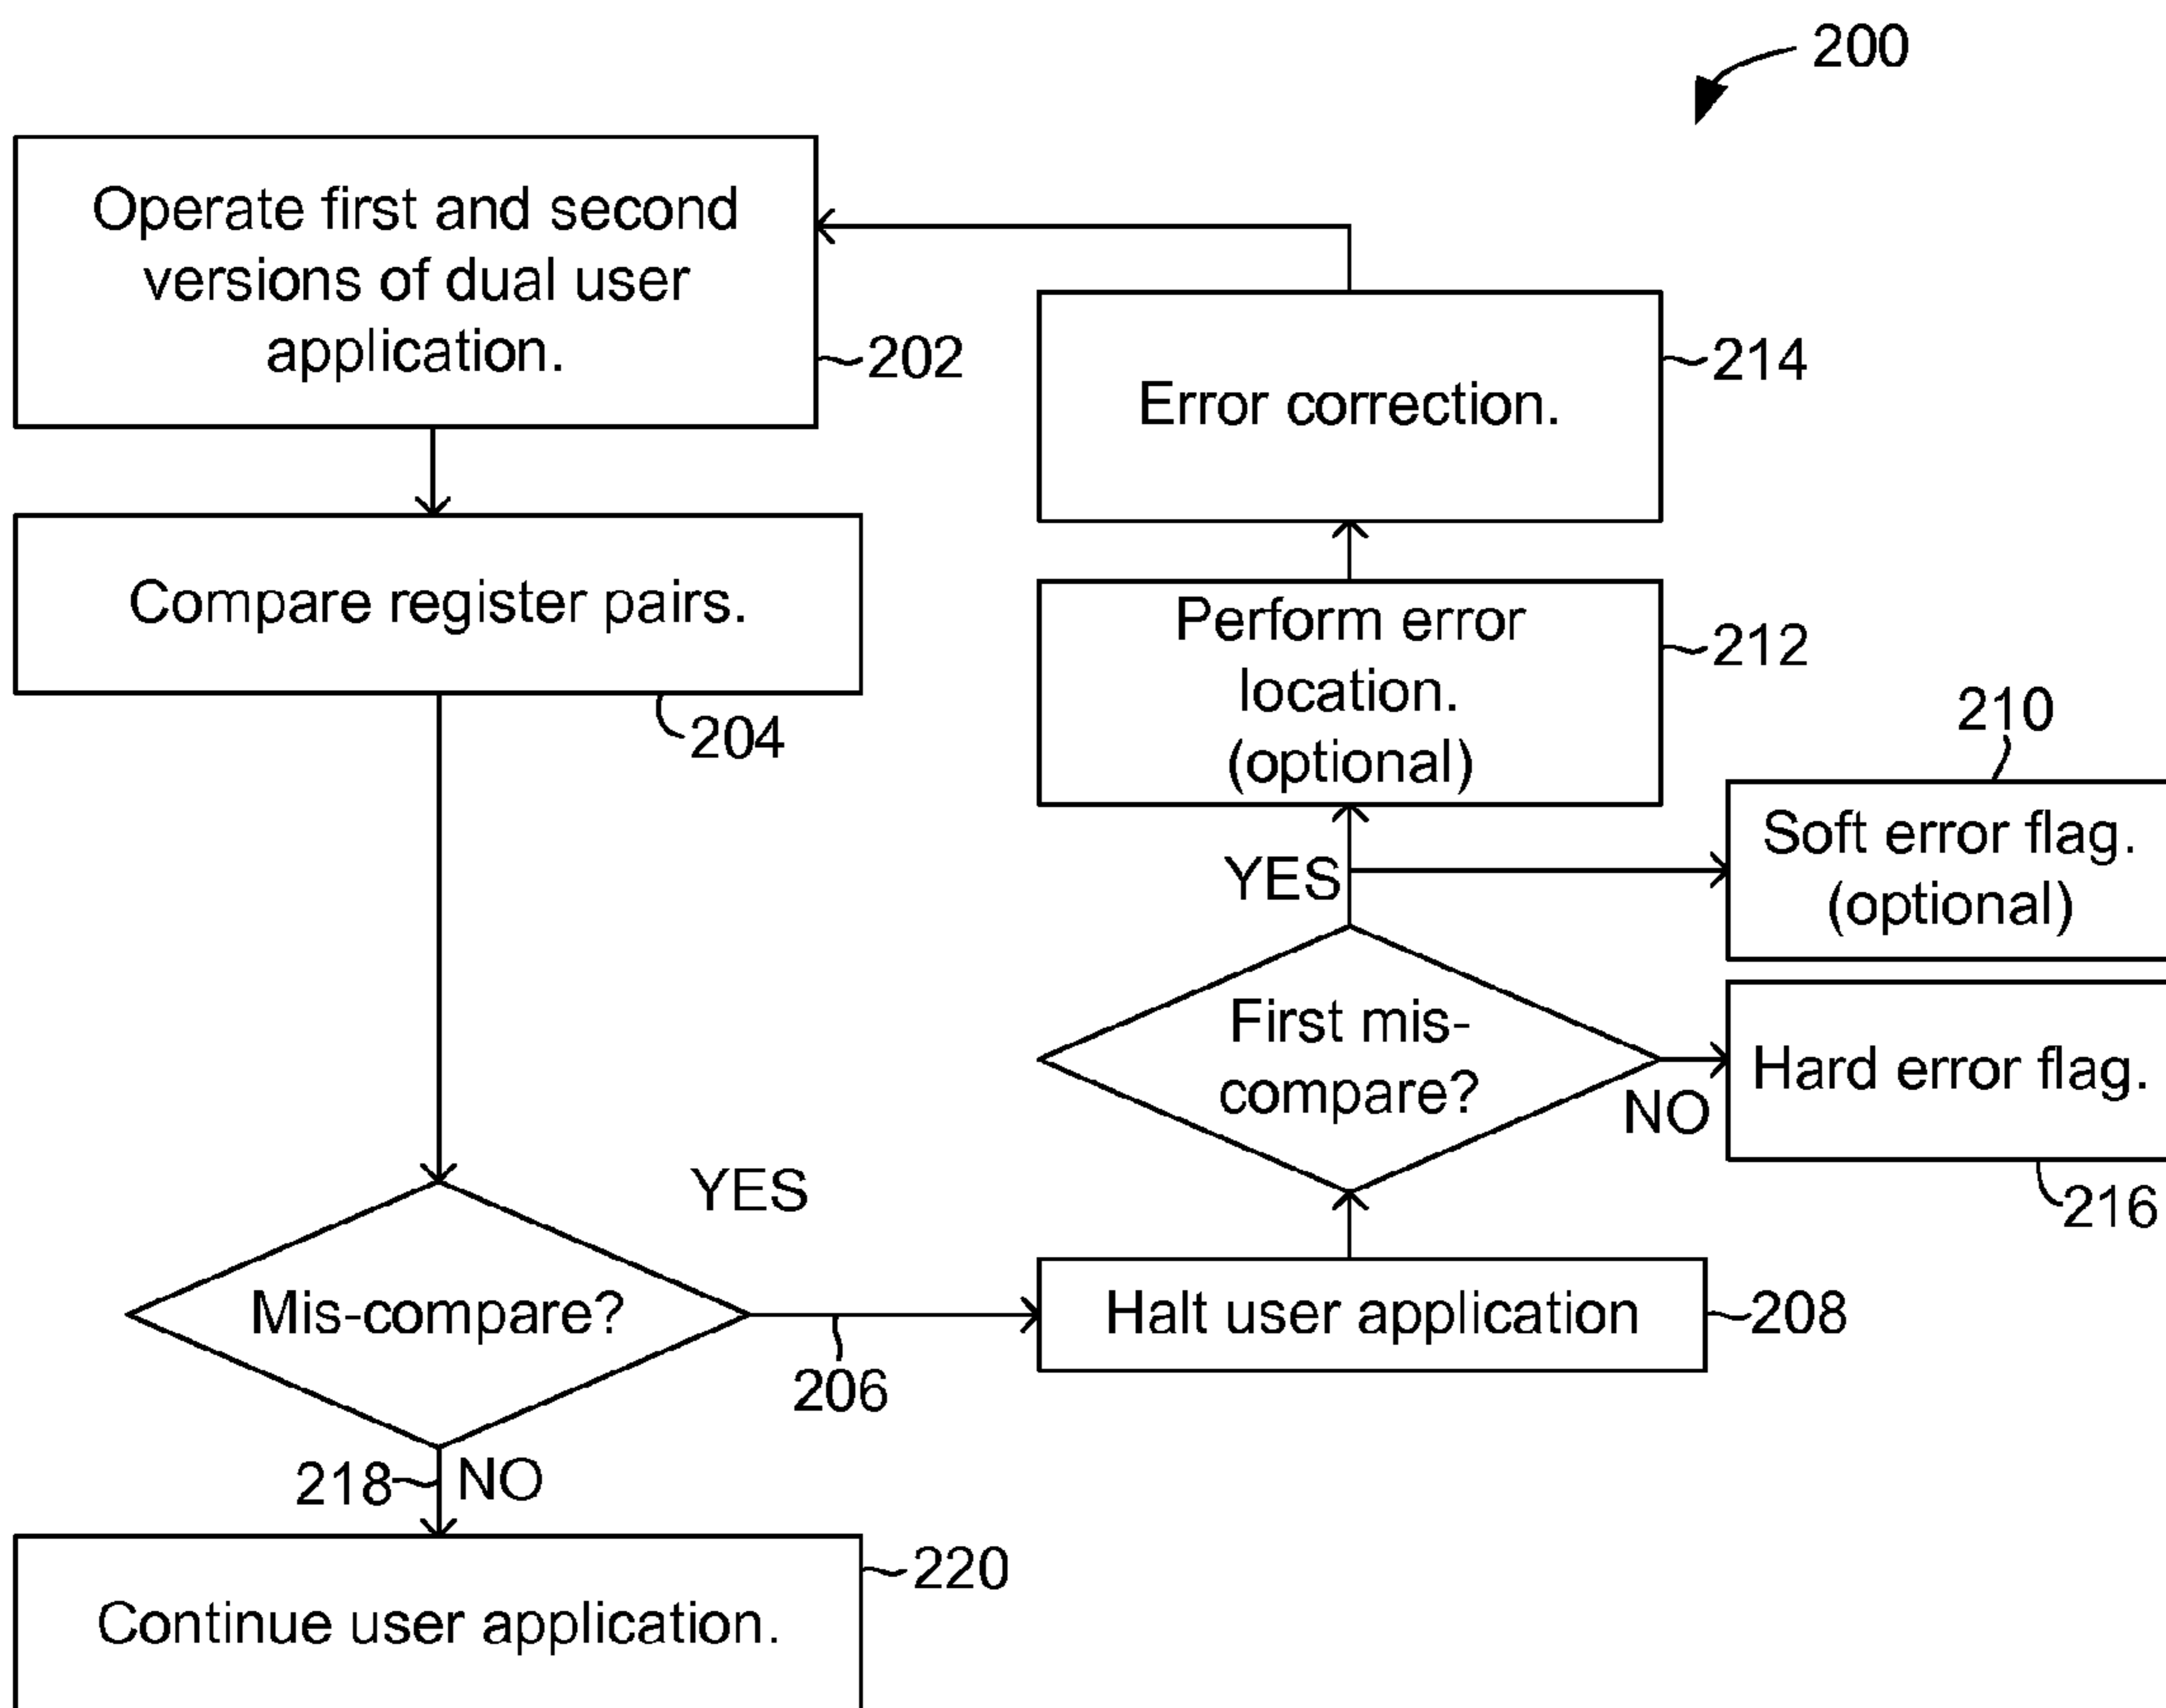 200
Operate first and second
versions of dual user
application.
202
Compare register pairs.
204
Mis-compare?
YES
206
218
NO
Continue user application.
220
Halt user application
208
First mis-
compare?
YES
NO
Soft error flag.
(optional)
210
Hard error flag.
216
Perform error
location.
(optional)
212
Error correction.
214